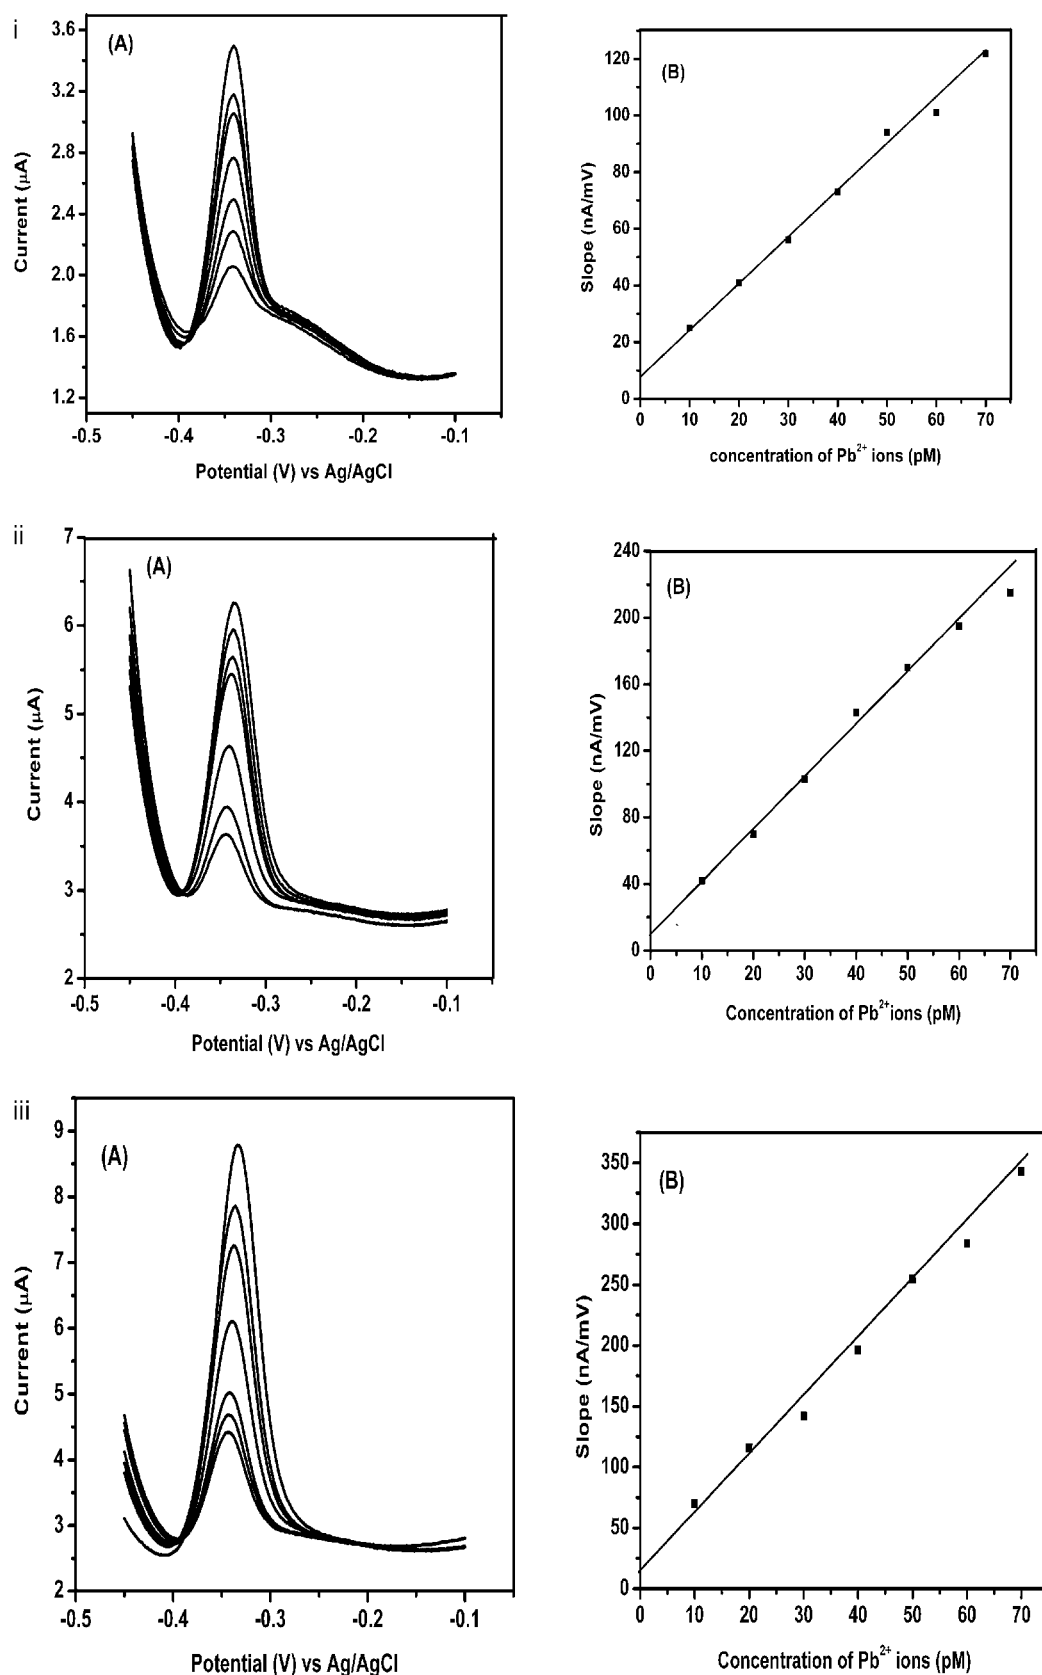 i
(A)
3.6
3.2
2.8
2.4
2.0
1.6
1.2
Current (μA)
-0.5 -0.4 -0.3 -0.2 -0.1
Potential (V) vs Ag/AgCl
(B)
120
100
80
60
40
20
0
Slope (nA/mV)
0 10 20 30 40 50 60 70
concentration of Pb²⁺ ions (pM)
ii
(A)
7
6
5
4
3
2
Current (μA)
-0.5 -0.4 -0.3 -0.2 -0.1
Potential (V) vs Ag/AgCl
(B)
240
200
160
120
80
40
0
Slope (nA/mV)
0 10 20 30 40 50 60 70
Concentration of Pb²⁺ions (pM)
iii
(A)
9
8
7
6
5
4
3
2
Current (μA)
-0.5 -0.4 -0.3 -0.2 -0.1
Potential (V) vs Ag/AgCl
(B)
350
300
250
200
150
100
50
0
Slope (nA/mV)
0 10 20 30 40 50 60 70
Concentration of Pb²⁺ ions (pM)